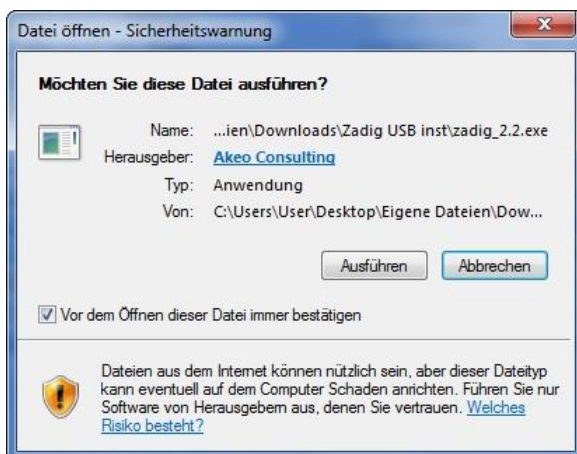 Datei öffnen - Sicherheitswarnung
Möchten Sie diese Datei ausführen?
Name: ...ien\Downloads\Zadig USB inst\zadig_2.2.exe
Herausgeber: Akeo Consulting
Typ: Anwendung
Von: C:\Users\User\Desktop\Eigene Dateien\Dow...
Ausführen Abbrechen
Vor dem Öffnen dieser Datei immer bestätigen
Dateien aus dem Internet können nützlich sein, aber dieser Dateityp
kann eventuell auf dem Computer Schaden anrichten. Führen Sie nur
Software von Herausgebern aus, denen Sie vertrauen. Welches
Risiko besteht?